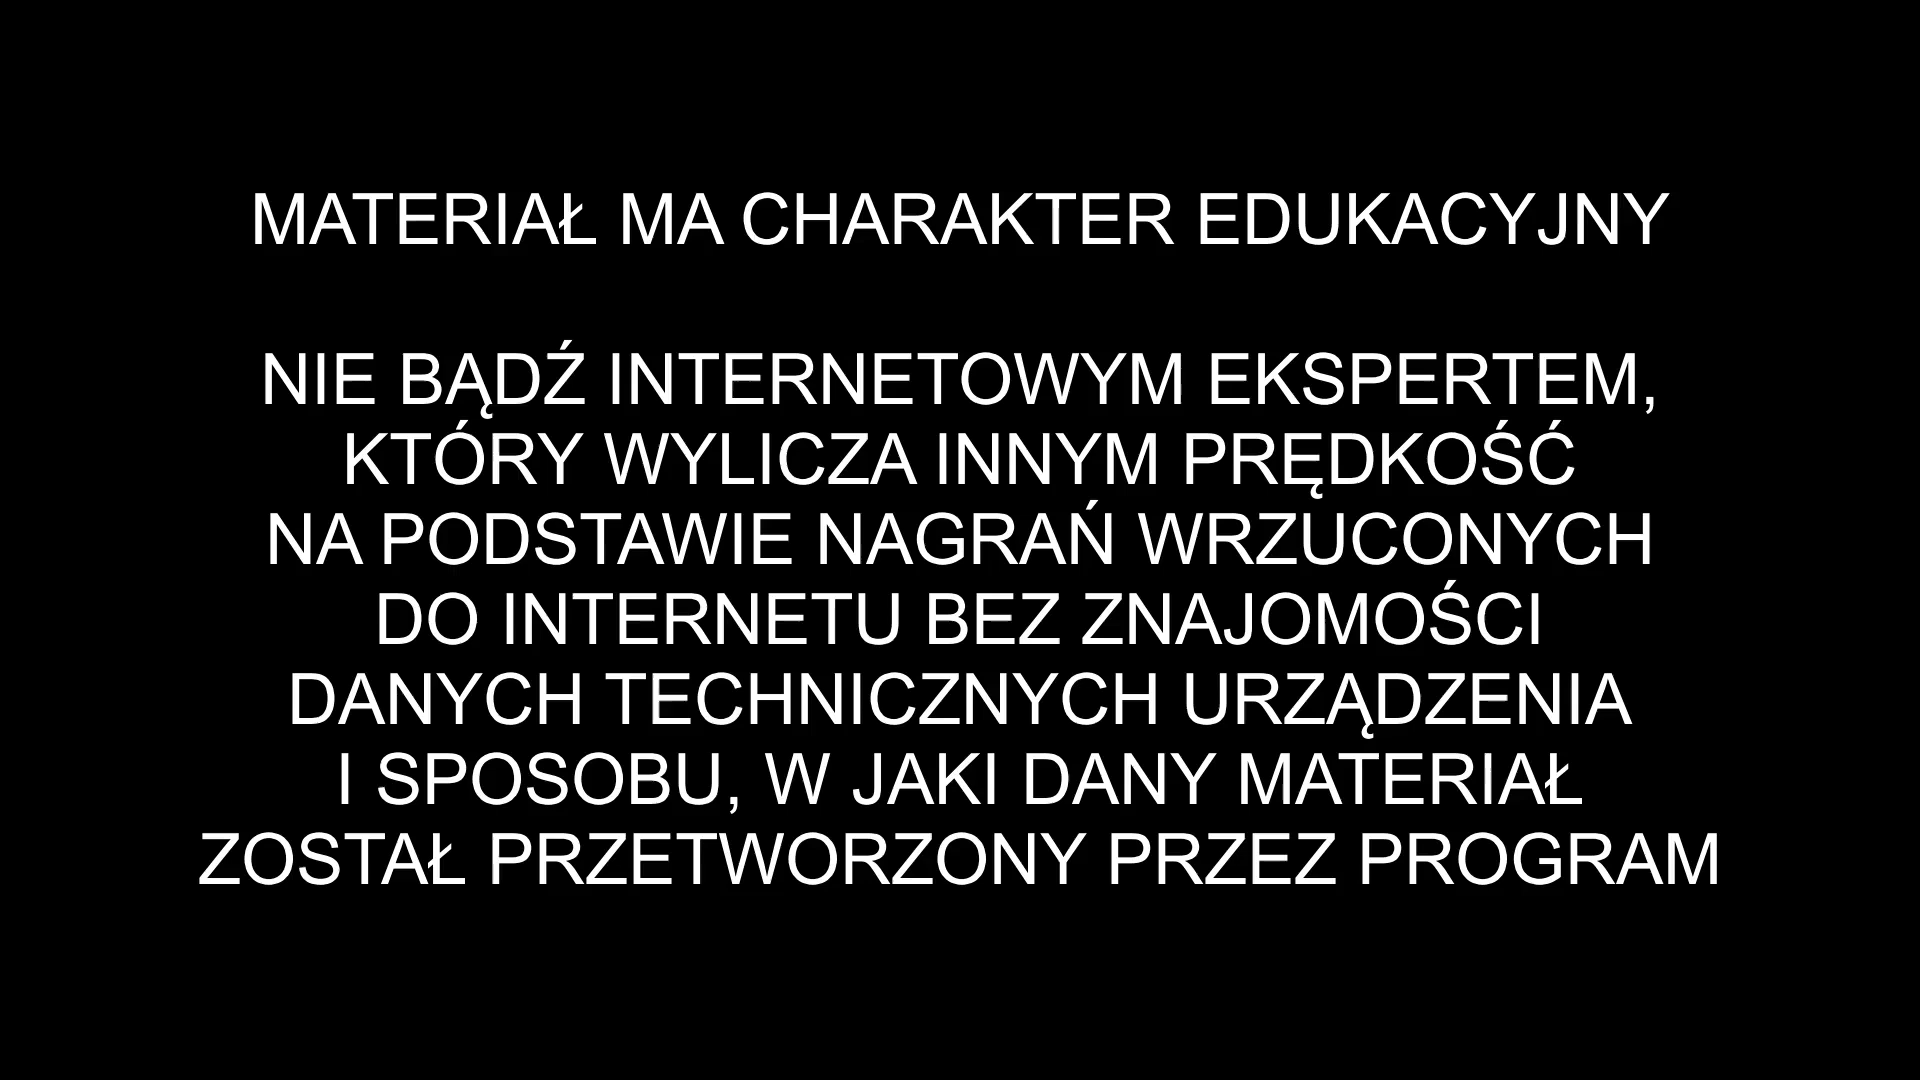 MATERIAŁ MA CHARAKTER EDUKACYJNY
NIE BĄDŹ INTERNETOWYM EKSPERTEM,
KTÓRY WYLICZA INNYM PRĘDKOŚĆ
NA PODSTAWIE NAGRAŃ WRZUCONYCH
DO INTERNETU BEZ ZNAJOMOŚCI
DANYCH TECHNICZNYCH URZĄDZENIA
I SPOSOBU, W JAKI DANY MATERIAŁ
ZOSTAŁ PRZETWORZONY PRZEZ PROGRAM